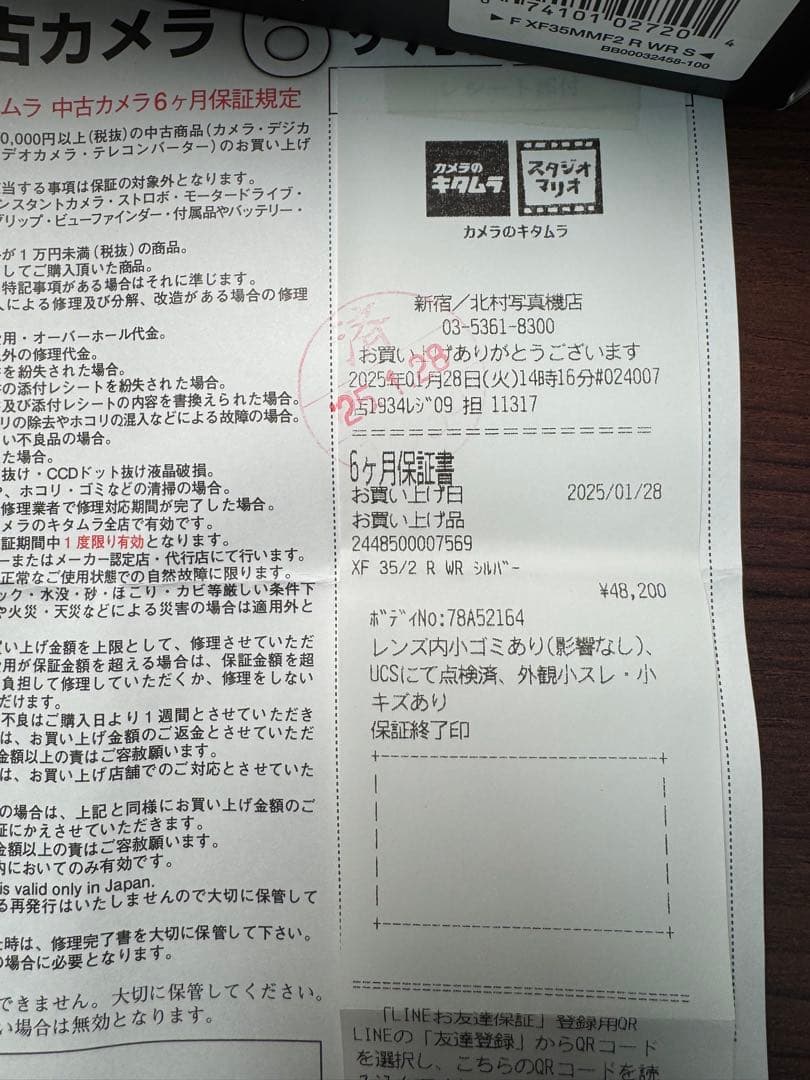 74101 02720 4
► F XF35MMF2 R WR S ◄
BB00032458-100
古カメラ 6ヶ月
ムラ 中古カメラ6ヶ月保証規定
0,000円以上(税抜)の中古商品(カメラ・デジカ
デオカメラ・テレコンバーター)のお買い上げ
当する事項は保証の対象外となります。
ンスタントカメラ・ストロボ・モータードライブ・
グリップ・ビューファインダー・付属品やバッテリー・
が1万円未満(税抜)の商品。
してご購入頂いた商品。
特記事項がある場合はそれに準じます。
人による修理及び分解、改造がある場合の修理
用・オーバーホール代金。
外の修理代金。
を紛失された場合。
の添付レシートを紛失された場合。
及び添付レシートの内容を書換えられた場合。
リの除去やホコリの混入などによる故障の場合。
い不良品の場合。
た場合。
抜け・CCDドット抜け液晶破損。
、ホコリ・ゴミなどの清掃の場合。
修理業者で修理対応期間が完了した場合。
メラのキタムラ全店で有効です。
証期間中1度限り有効となります。
ーまたはメーカー認定店・代行店にて行います。
正常なご使用状態での自然故障に限ります。
ック・水没・砂・ほこり・カビ等厳しい条件下
や火災・天災などによる災害の場合は適用外と
い上げ金額を上限として、修理させていただ
用が保証金額を超える場合は、保証金額を超
負担して修理していただくか、修理をしない
だけます。
不良はご購入日より1週間とさせていただき
は、お買い上げ金額のご返金とさせていただ
金額以上の責はご容赦願います。
は、お買い上げ店舗でのご対応とさせていた
の場合は、上記と同様にお買い上げ金額のご
証にかえさせていただきます。
金額以上の責はご容赦願います。
内においてのみ有効です。
is valid only in Japan.
る再発行はいたしませんので大切に保管して
た時は、修理完了書を大切に保管して下さい。
の場合に必要となります。
できません。大切に保管してください。
い場合は無効となります。
カメラの
キタムラ
スタジオ
マリオ
カメラのキタムラ
新宿/北村写真機店
03-5361-8300
お買い上げありがとうございます
2025年01月28日(火)14時16分#024007
店1934レジ09 担 11317
済
'25.1.28
6ヶ月保証書
お買い上げ日 2025/01/28
お買い上げ品
2448500007569
XF 35/2 R WR シルバー
¥48,200
ボディNo:78A52164
レンズ内小ゴミあり(影響なし)、
UCSにて点検済、外観小スレ・小
キズあり
保証終了印
「LINEお友達保証」登録用QR
LINEの「友達登録」からQRコード
を選択し、こちらのQRコードを読